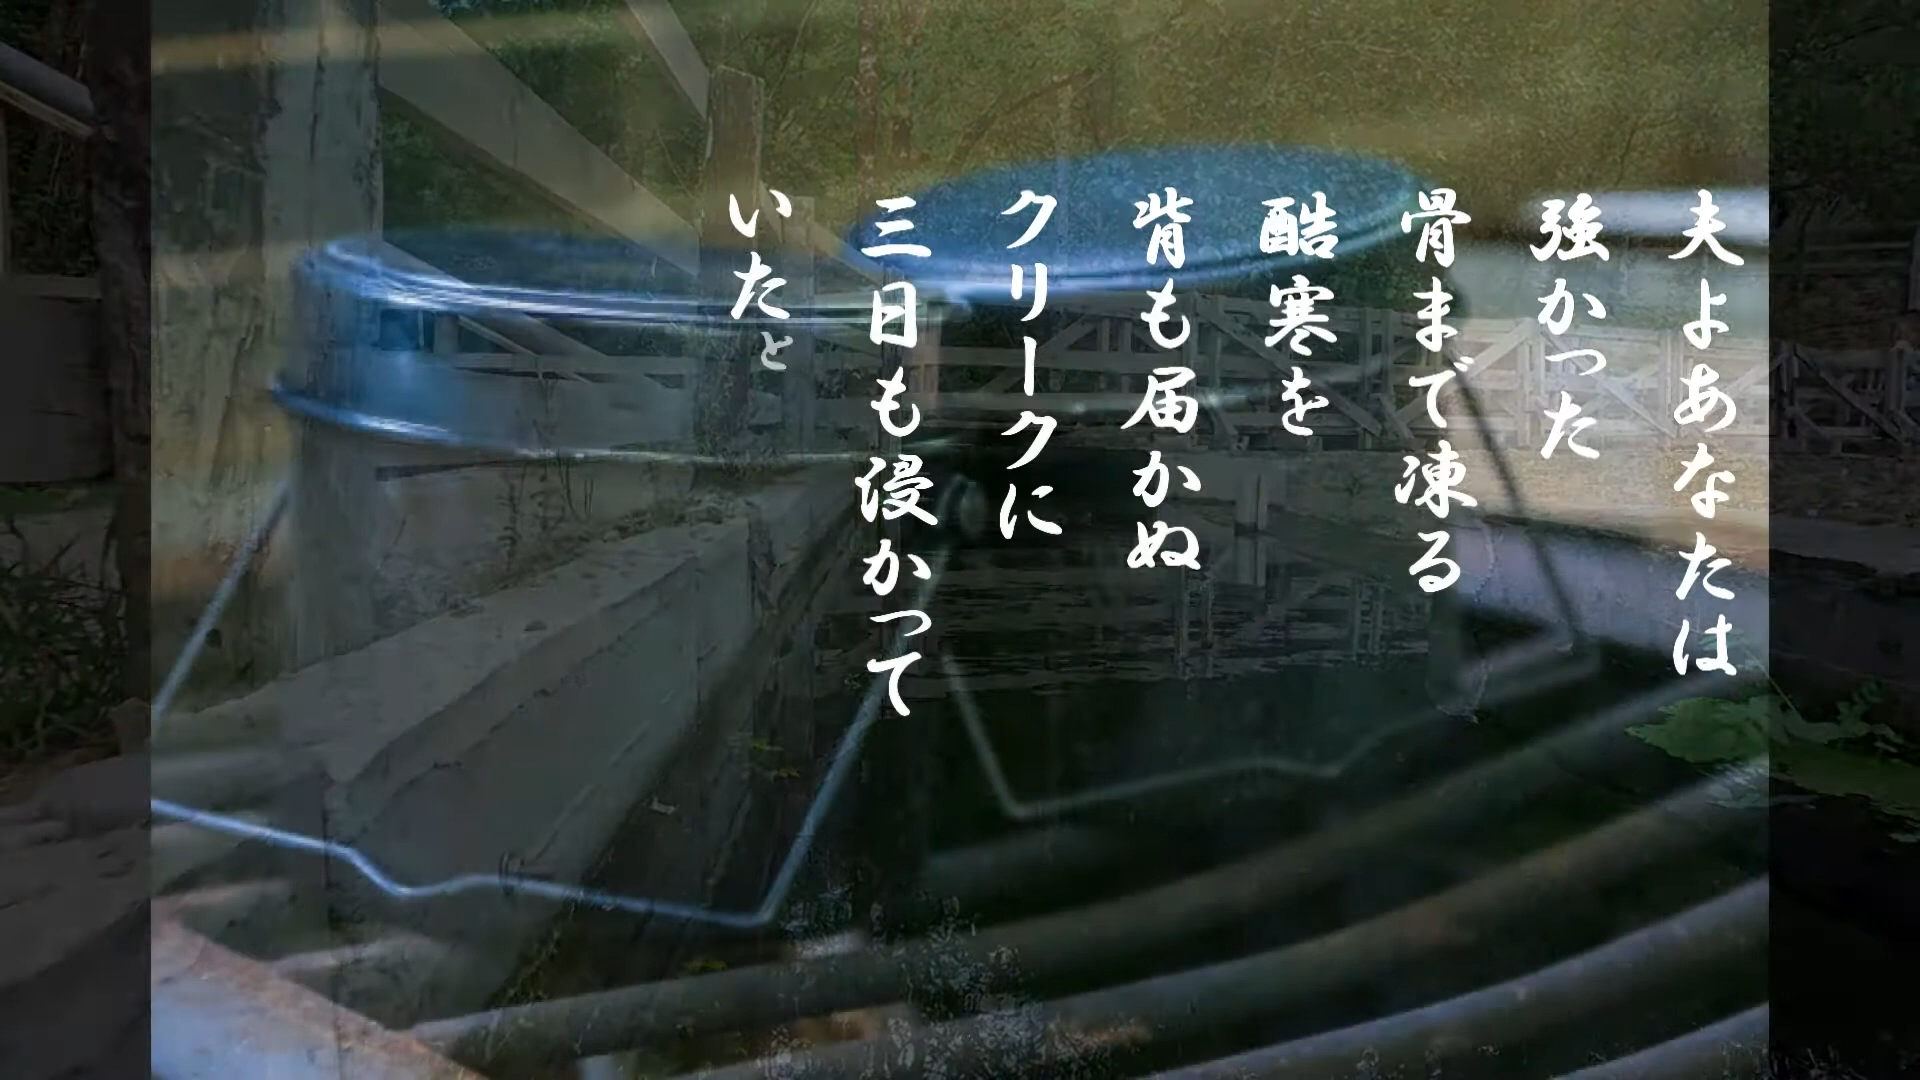 夫よあなたは
強かった
骨まで凍る
酷寒を
背も届かぬ
クリークに
三日も浸かって
いたと